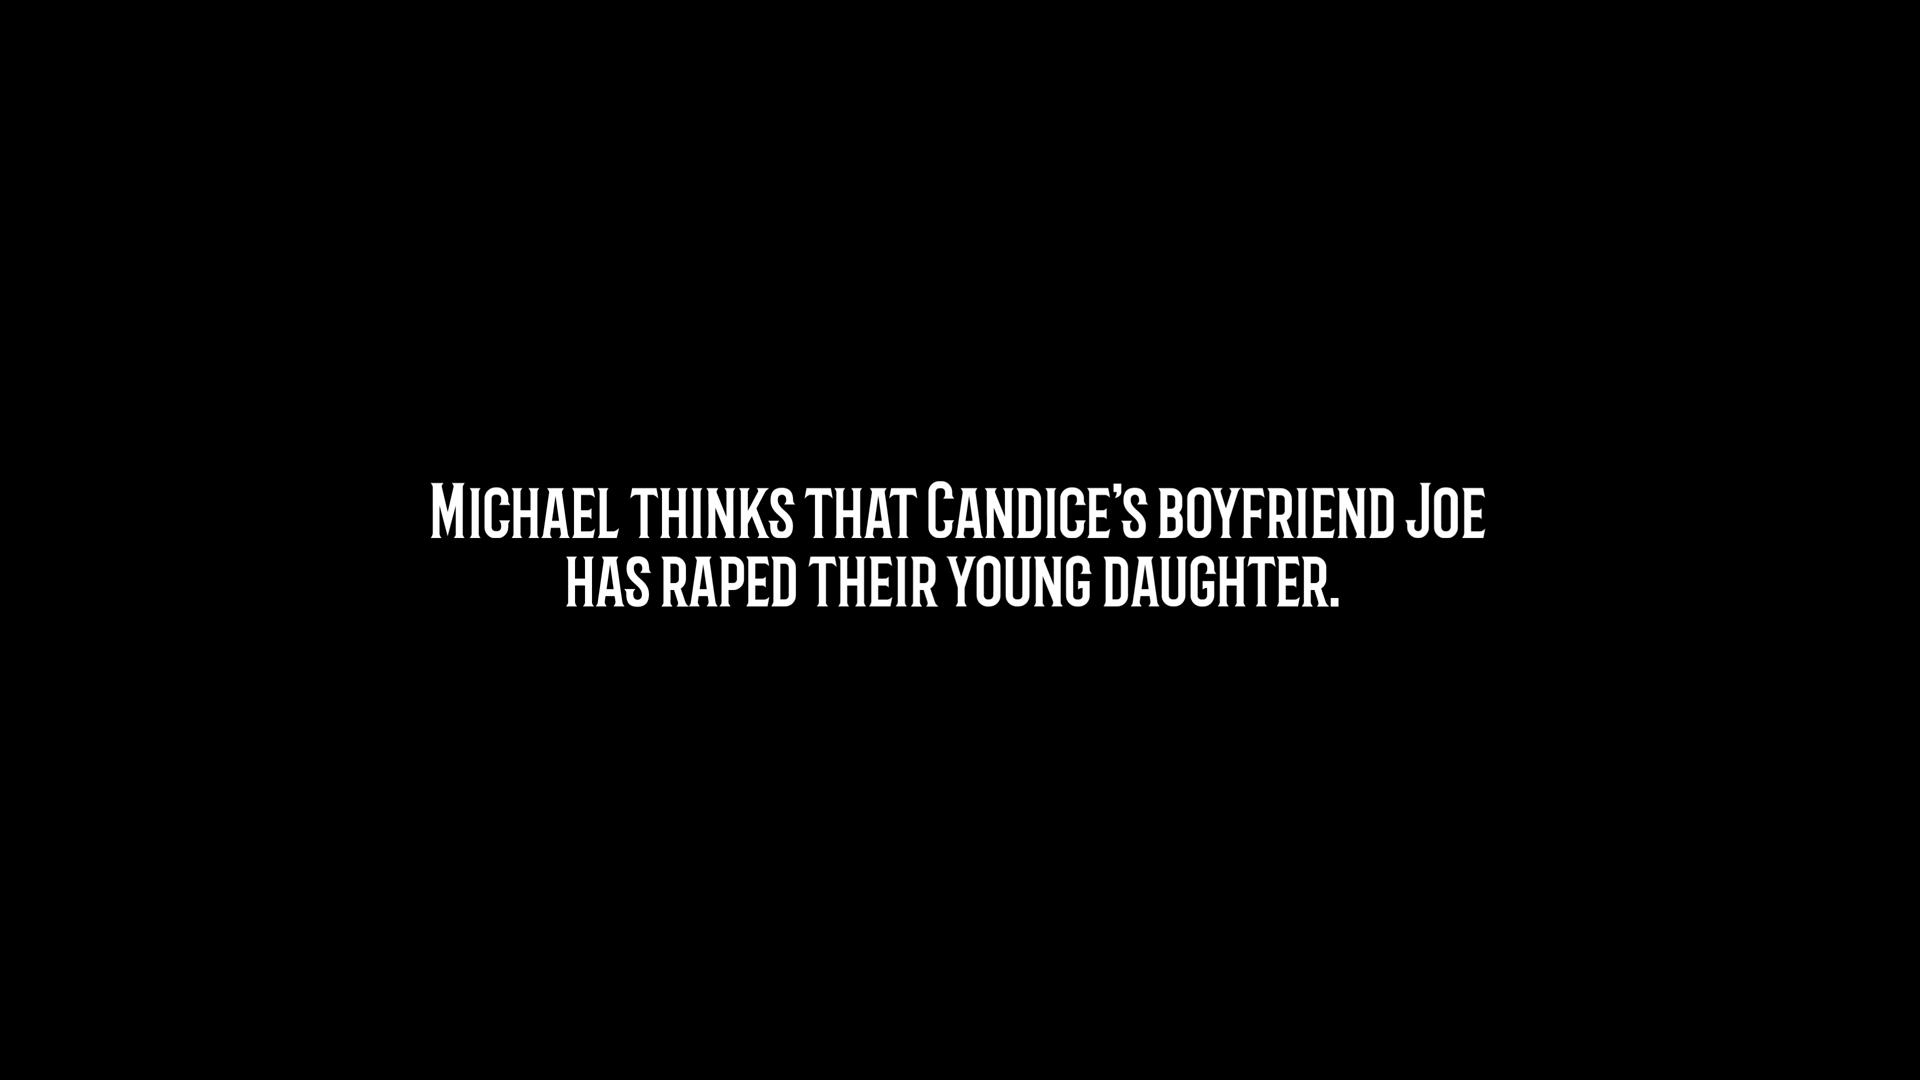 Michael thinks that Candice’s boyfriend Joe
has raped their young daughter.